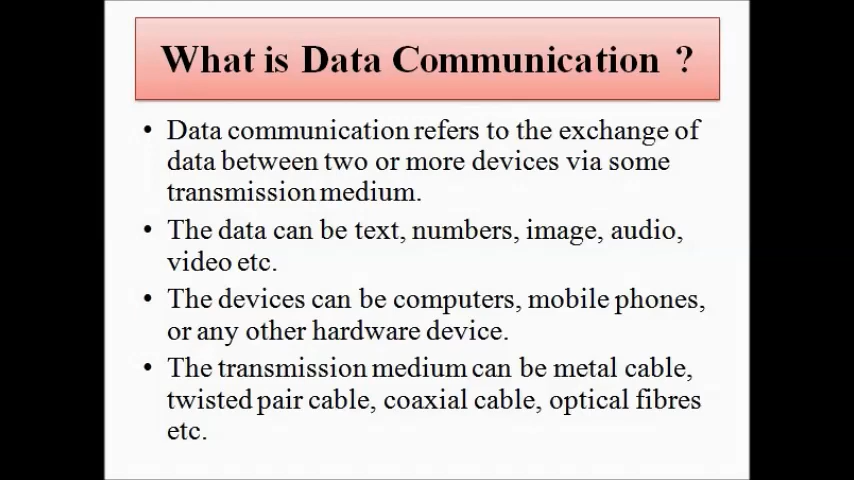 What is Data Communication ?
• Data communication refers to the exchange of
data between two or more devices via some
transmission medium.
• The data can be text, numbers, image, audio,
video etc.
• The devices can be computers, mobile phones,
or any other hardware device.
• The transmission medium can be metal cable,
twisted pair cable, coaxial cable, optical fibres
etc.